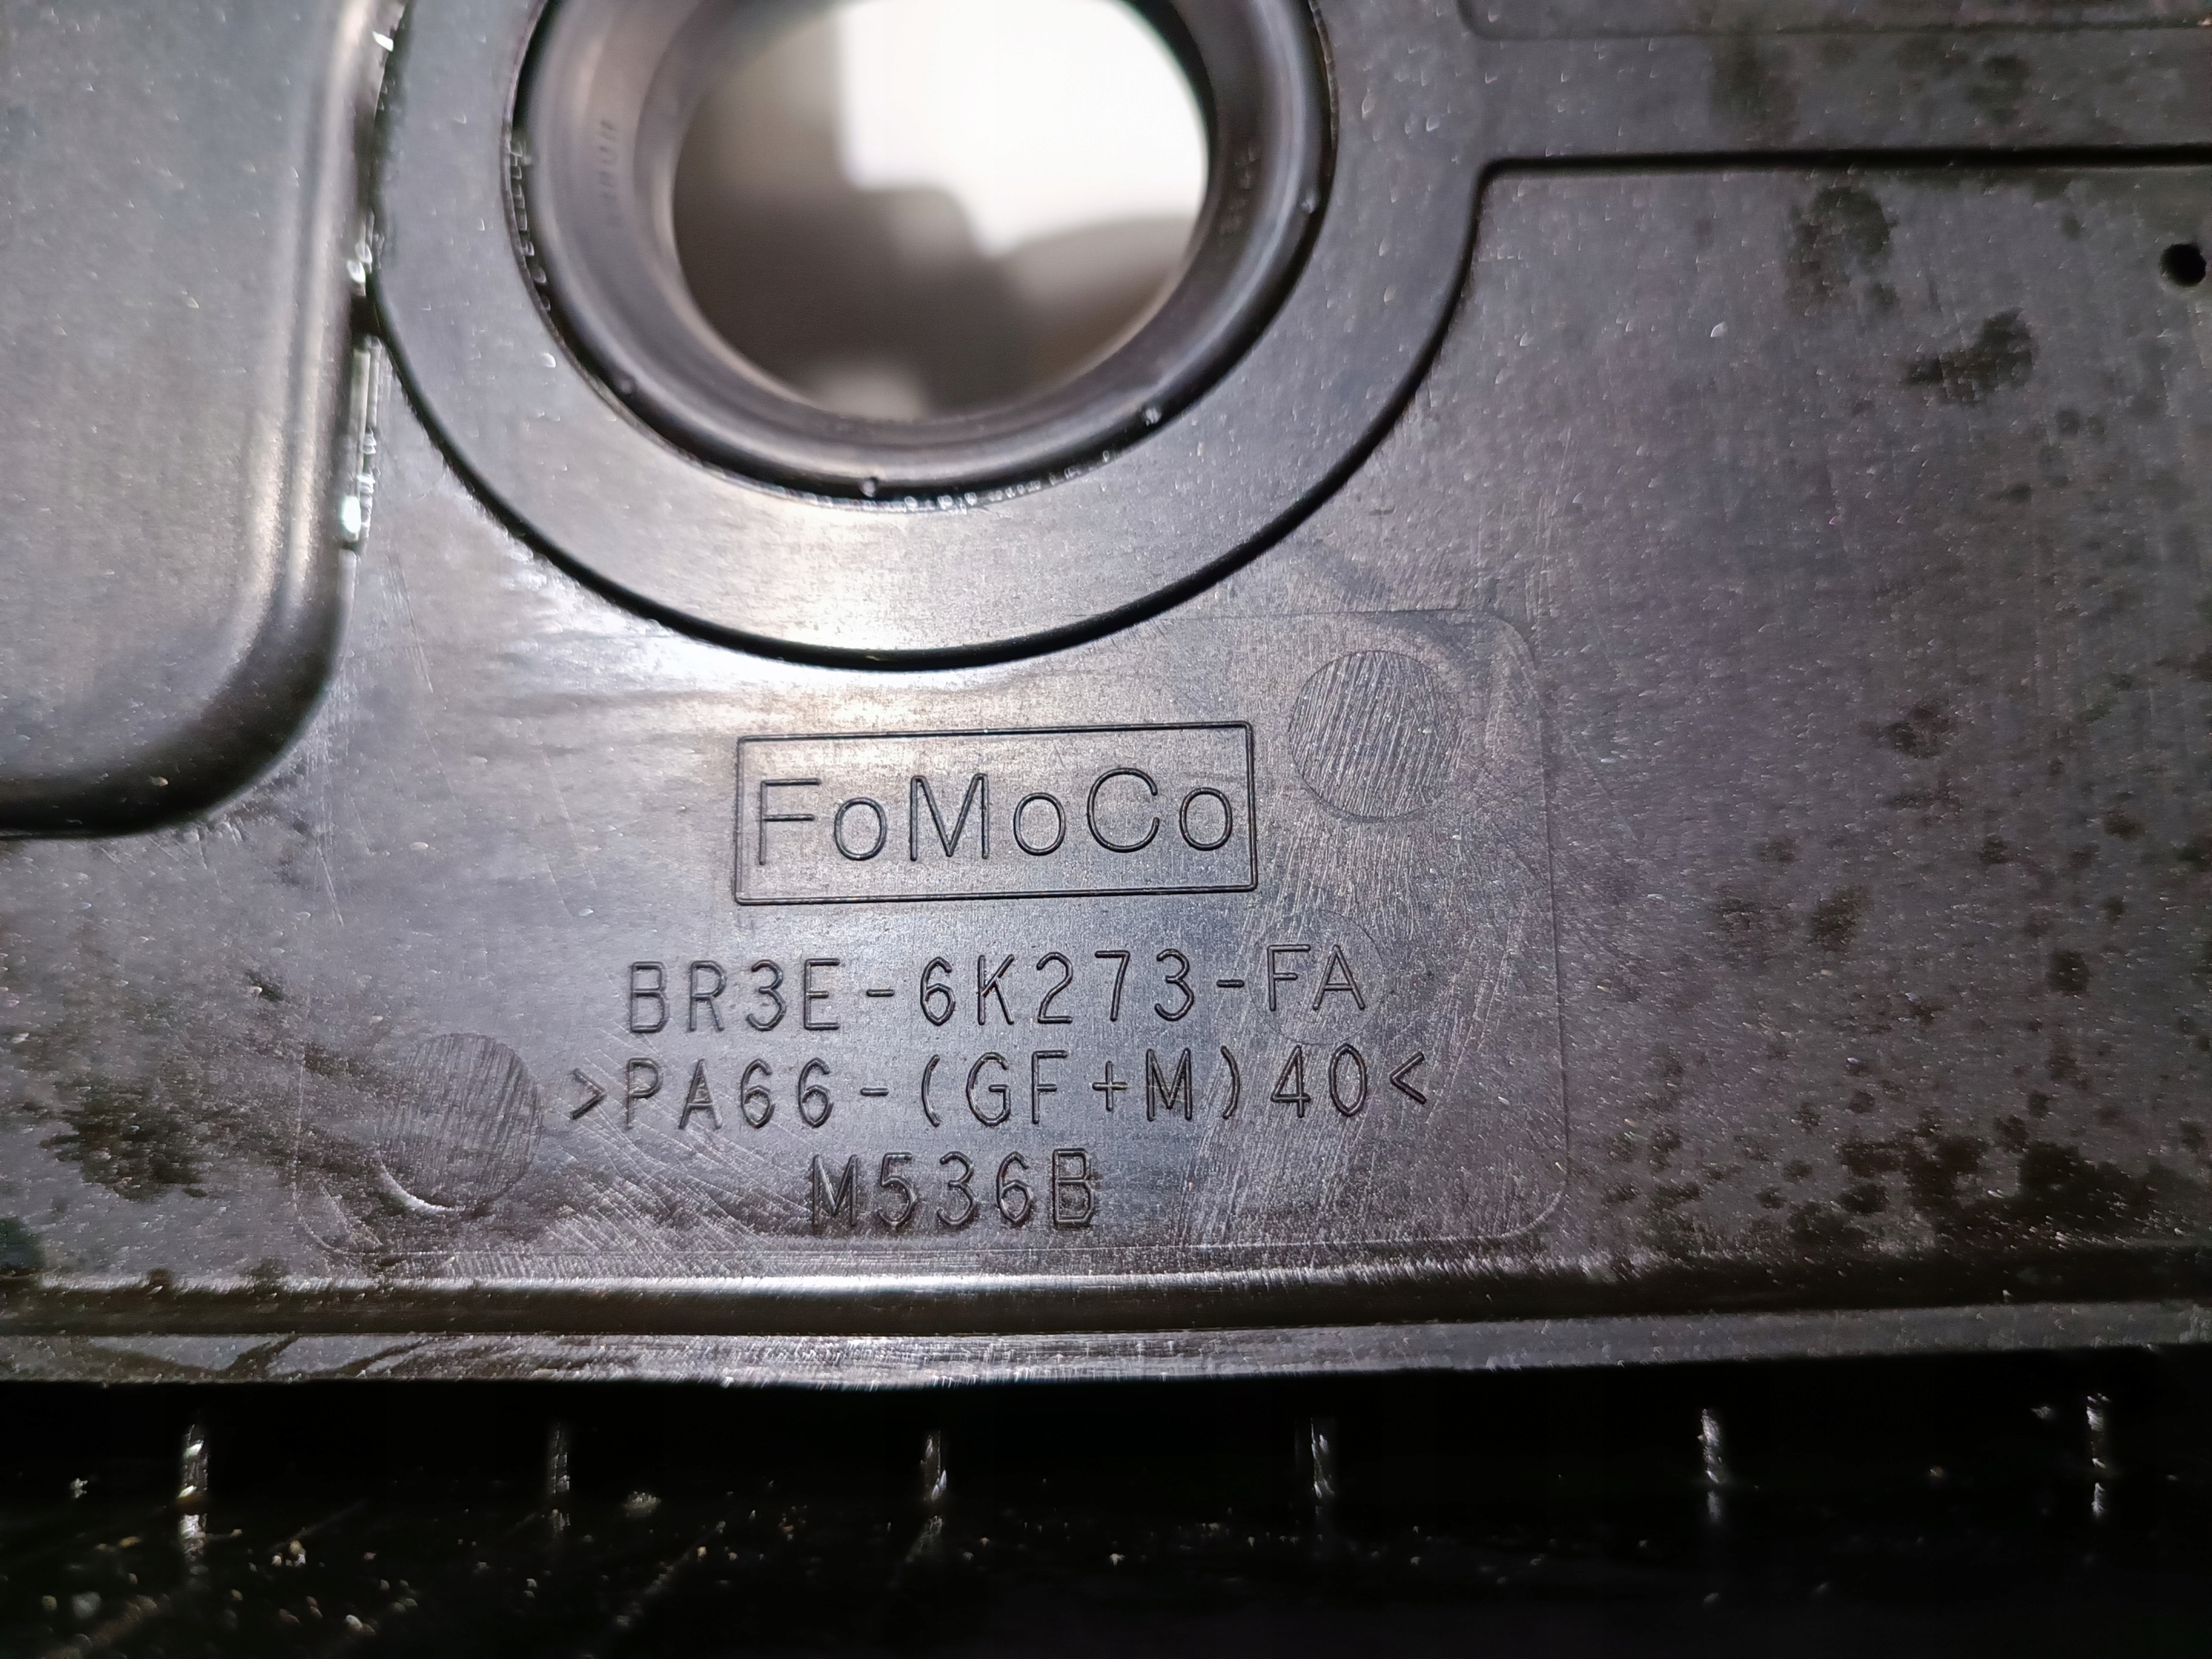 FoMoCo
BR3E-6K273-FA
>PA66-(GF+M)40<
M536B